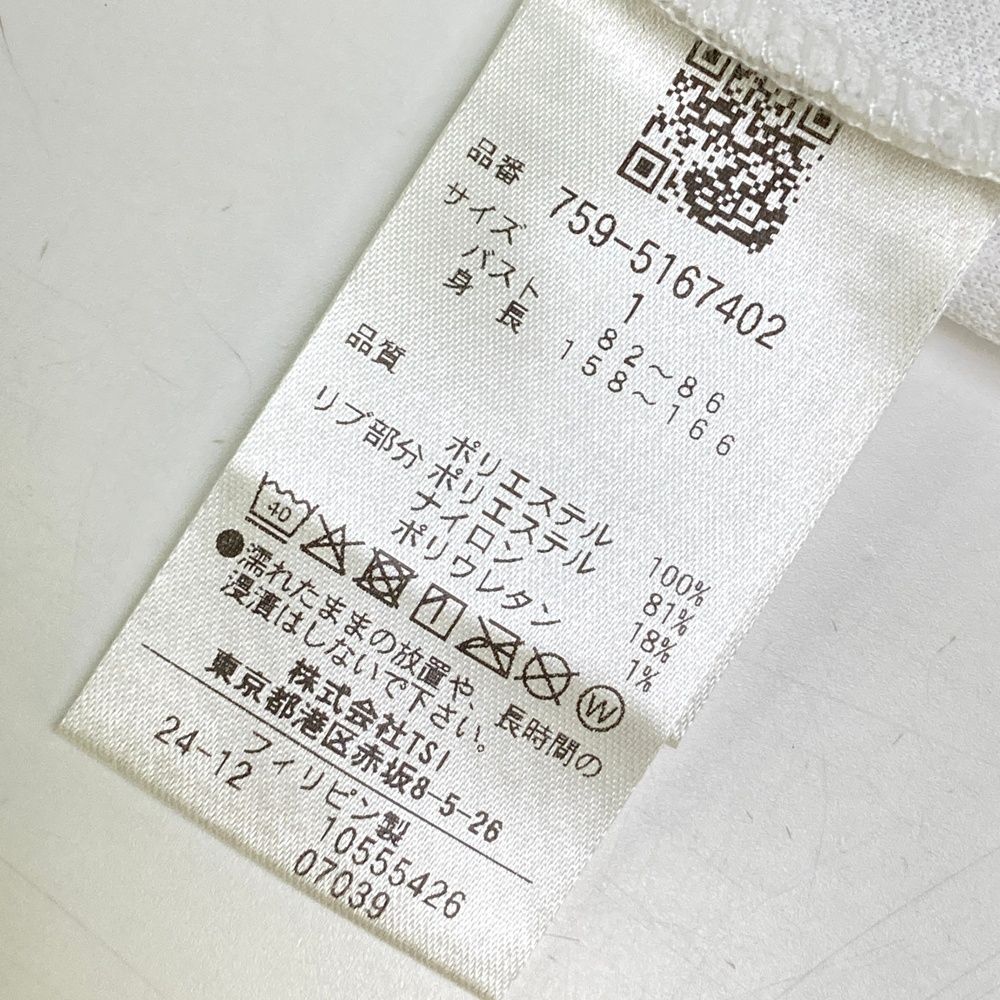 品番 759-5167402
サイズ 1
バスト 82〜86
身長 158〜166
品質
ポリエステル 100%
リブ部分 ポリエステル 81%
ナイロン 18%
ポリウレタン 1%
40
W
●濡れたままの放置や、長時間の
浸漬はしないで下さい。
株式会社TSI
東京都港区赤坂8-5-26
フィリピン製
24-12 10555426
07039